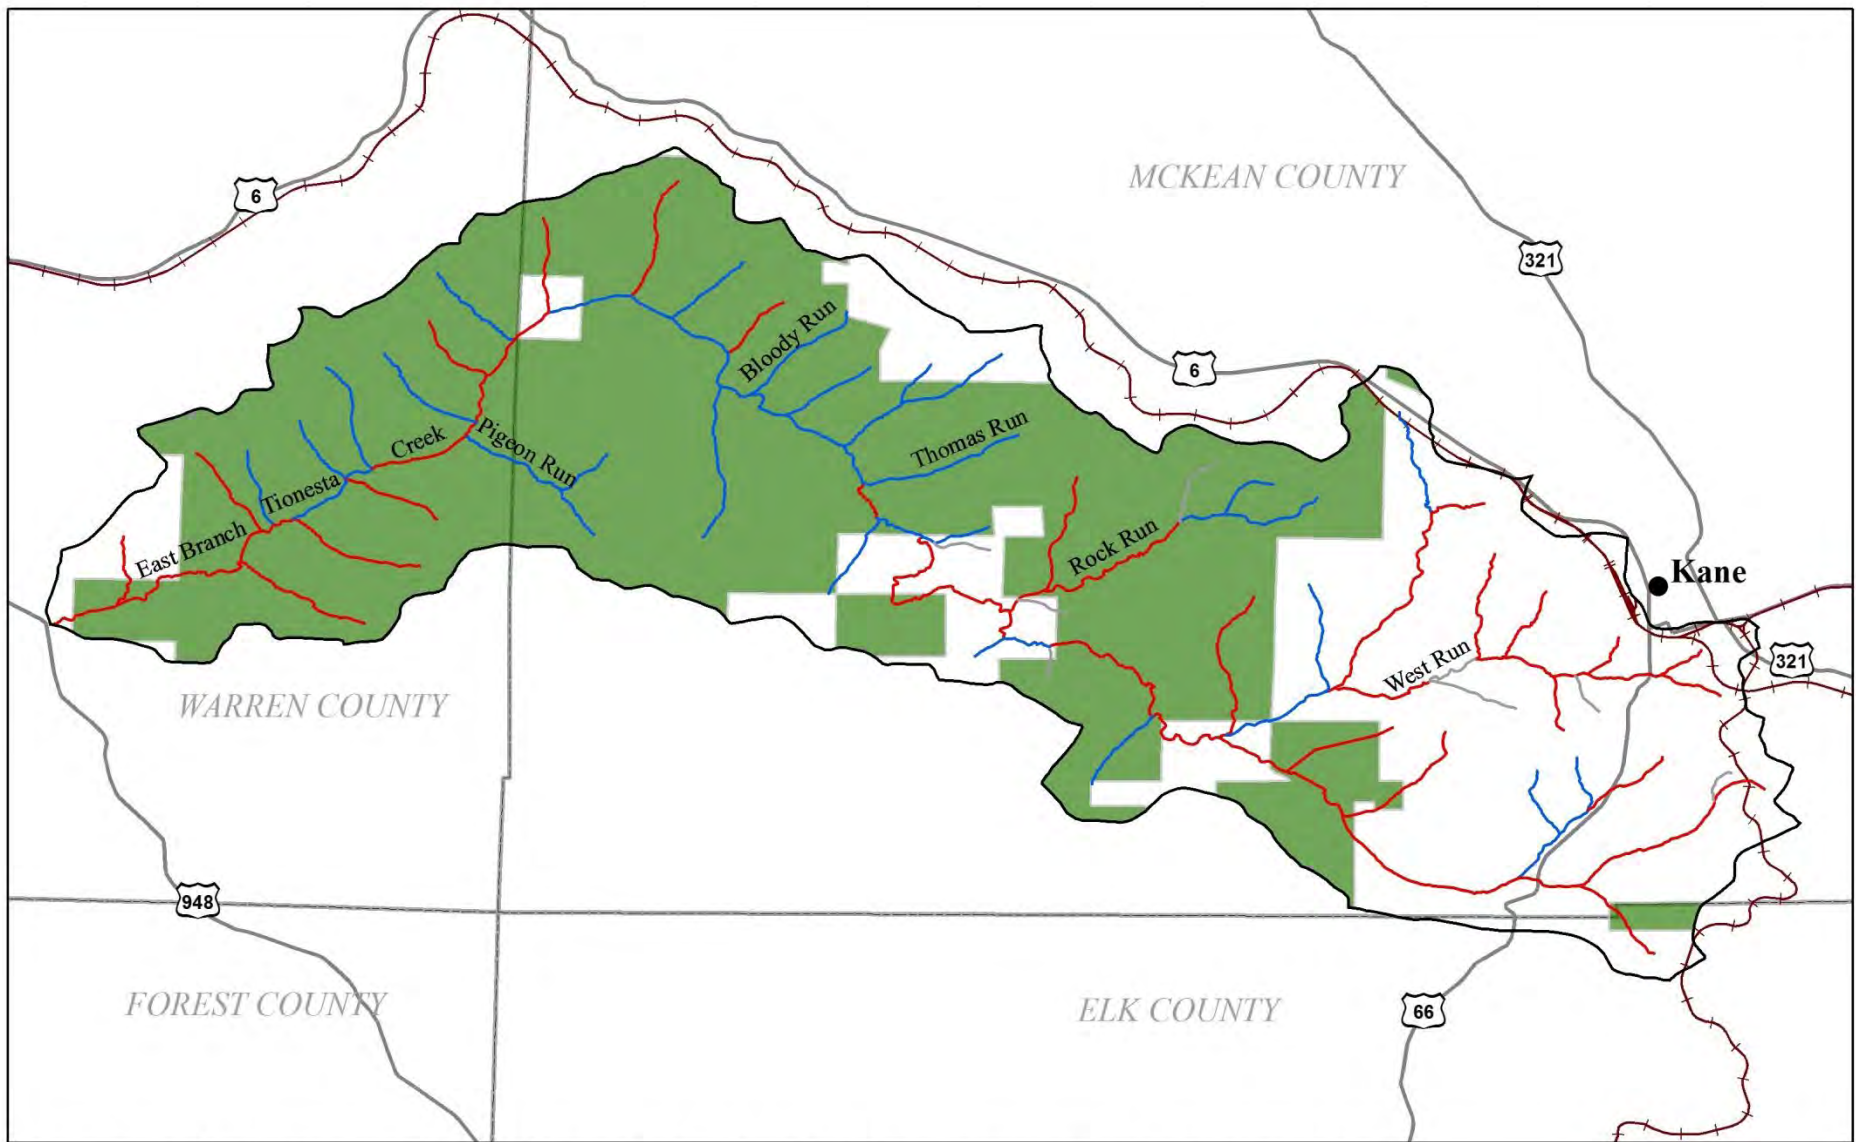 MCKEAN COUNTY
6
321
Bloody Run
6
Thomas Run
Creek
Pigeon Run
Tionesta
East Branch
Rock Run
Kane
West Run
321
WARREN COUNTY
948
FOREST COUNTY
ELK COUNTY
66